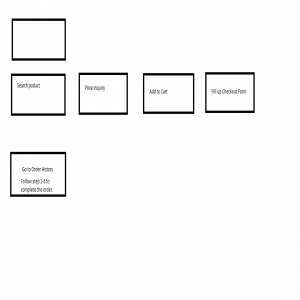 Search product
Price Inquiry
Add to Cart
Fill up Checkout Form
Go to Order History
Follow step 1-6 to
complete the order.